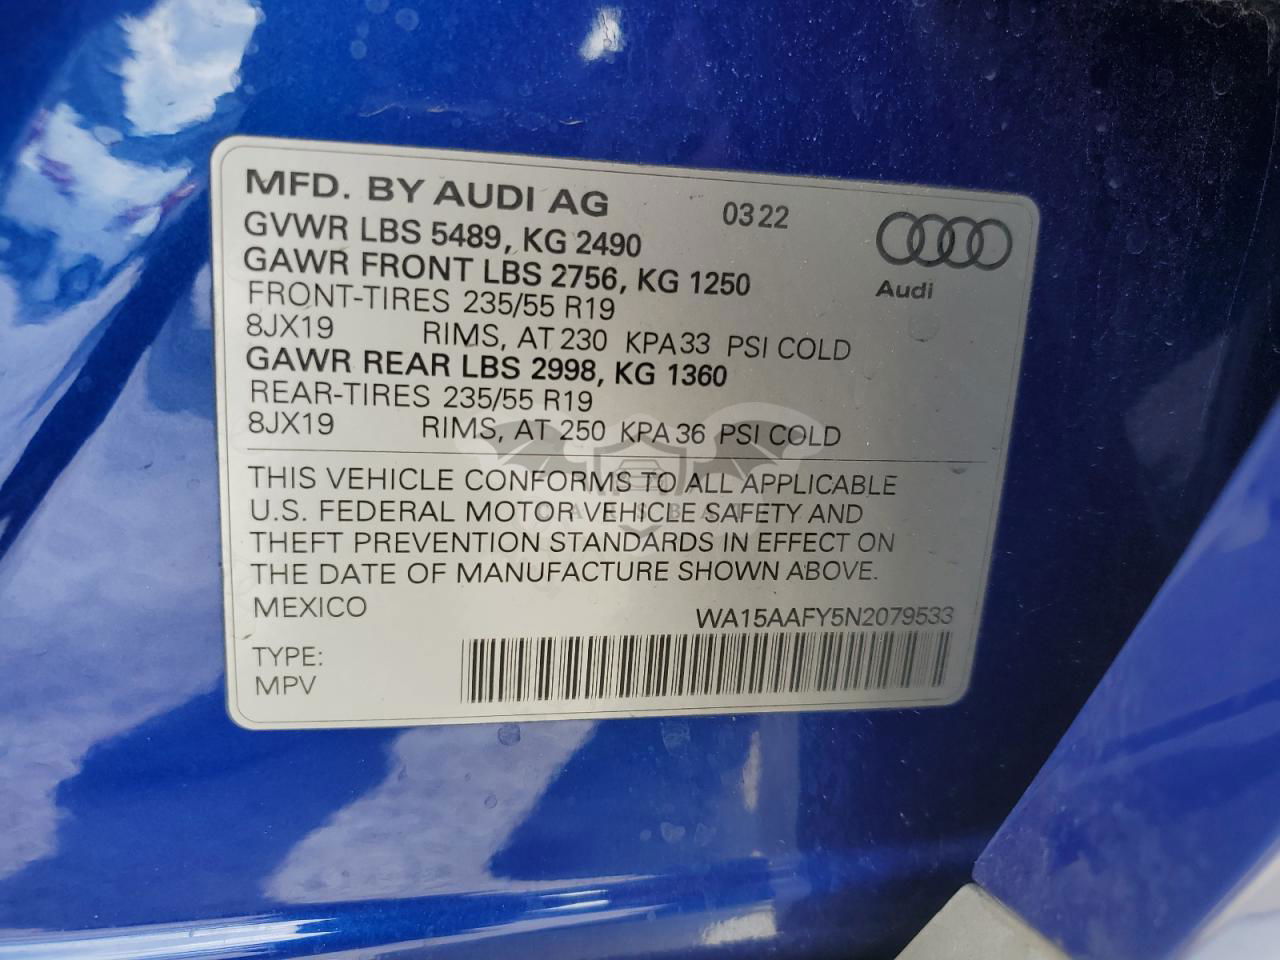 MFD. BY AUDI AG
0322
GVWR LBS 5489, KG 2490
GAWR FRONT LBS 2756, KG 1250
Audi
FRONT-TIRES 235/55 R19
8JX19 RIMS, AT 230 KPA 33 PSI COLD
GAWR REAR LBS 2998, KG 1360
REAR-TIRES 235/55 R19
8JX19 RIMS, AT 250 KPA 36 PSI COLD
THIS VEHICLE CONFORMS TO ALL APPLICABLE
U.S. FEDERAL MOTOR VEHICLE SAFETY AND
THEFT PREVENTION STANDARDS IN EFFECT ON
THE DATE OF MANUFACTURE SHOWN ABOVE.
MEXICO
WA15AAFY5N2079533
TYPE:
MPV